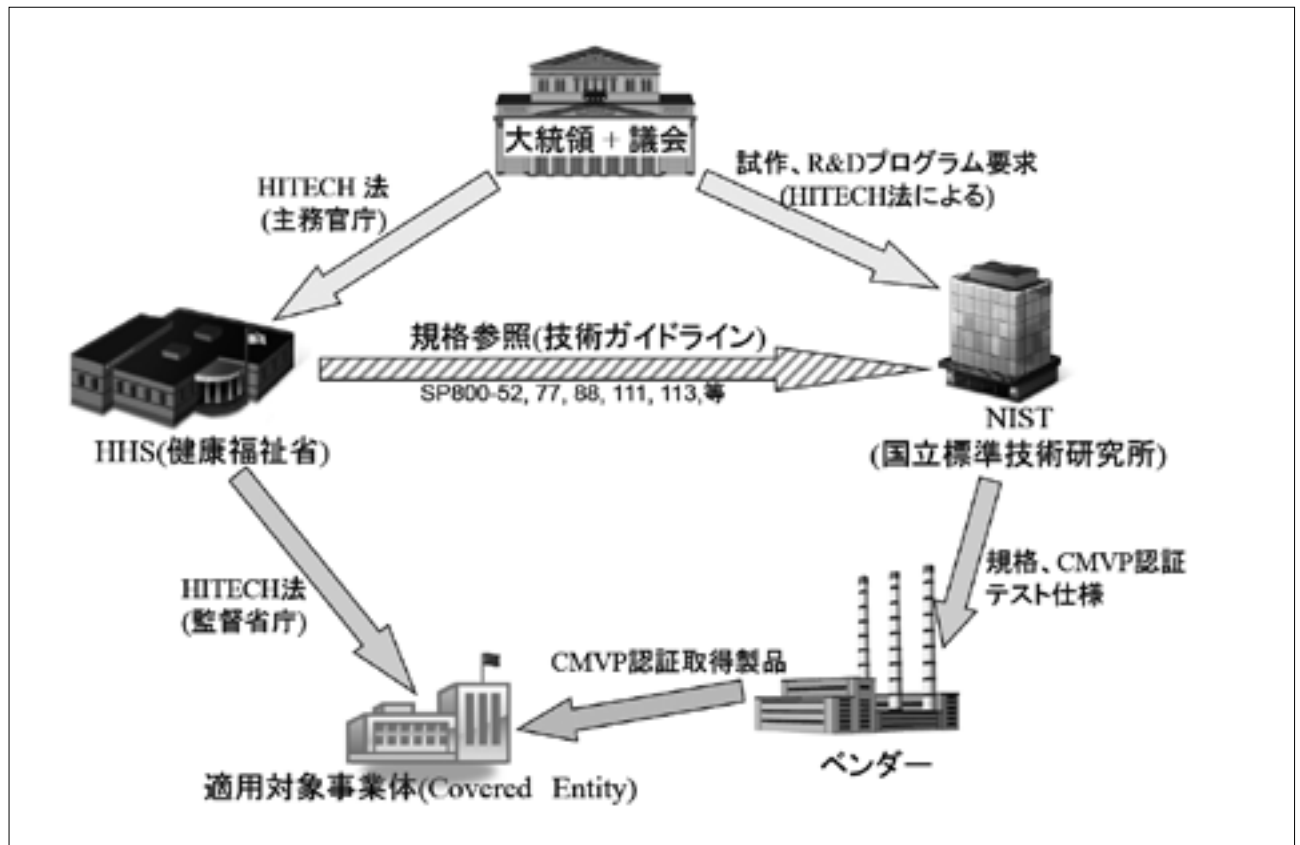 大統領 + 議会
HITECH 法
(主務官庁)
試作、R&Dプログラム要求
(HITECH法による)
規格参照(技術ガイドライン)
SP800-52, 77, 88, 111, 113,等
HHS(健康福祉省)
NIST
(国立標準技術研究所)
HITECH法
(監督省庁)
規格、CMVP認証
テスト仕様
CMVP認証取得製品
ベンダー
適用対象事業体(Covered Entity)